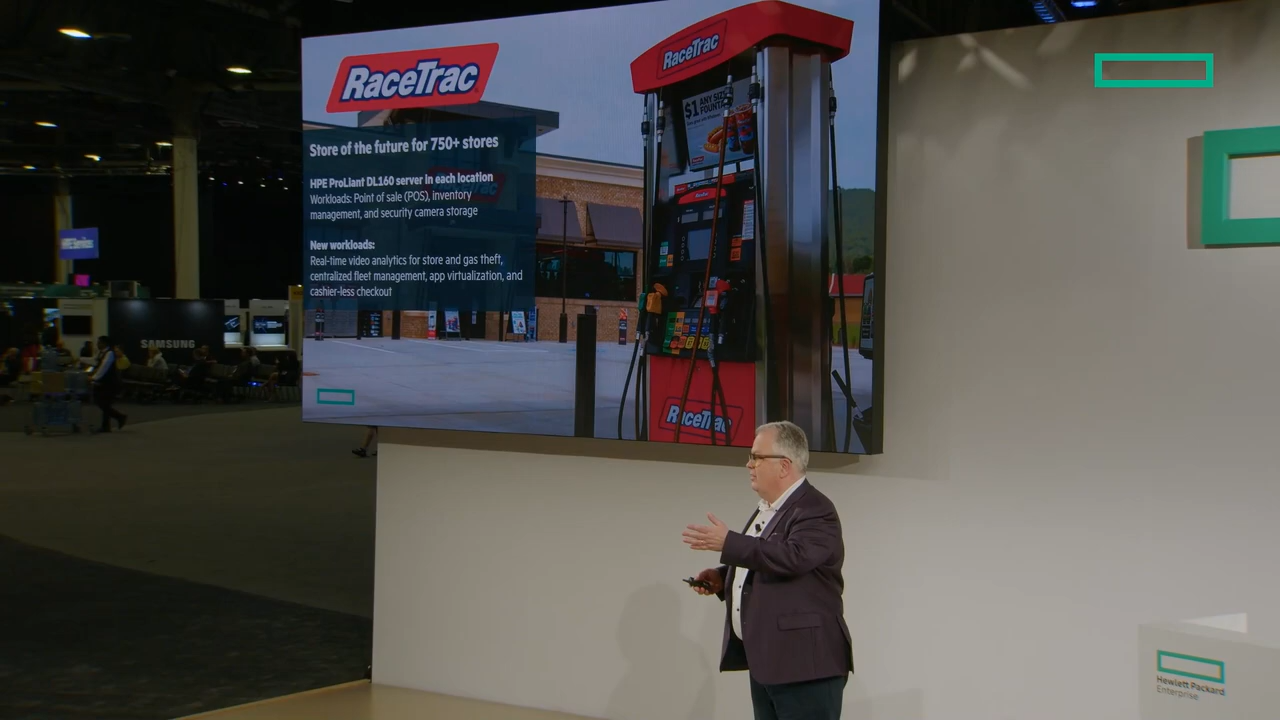 RaceTrac
RaceTrac
$1 ANY SIZE
FOUNTAIN
Store of the future for 750+ stores
HPE ProLiant DL160 server in each location
Workloads: Point of sale (POS), inventory
management, and security camera storage
New workloads:
Real-time video analytics for store and gas theft,
centralized fleet management, app virtualization, and
cashier-less checkout
RaceTrac
SAMSUNG
Hewlett Packard
Enterprise